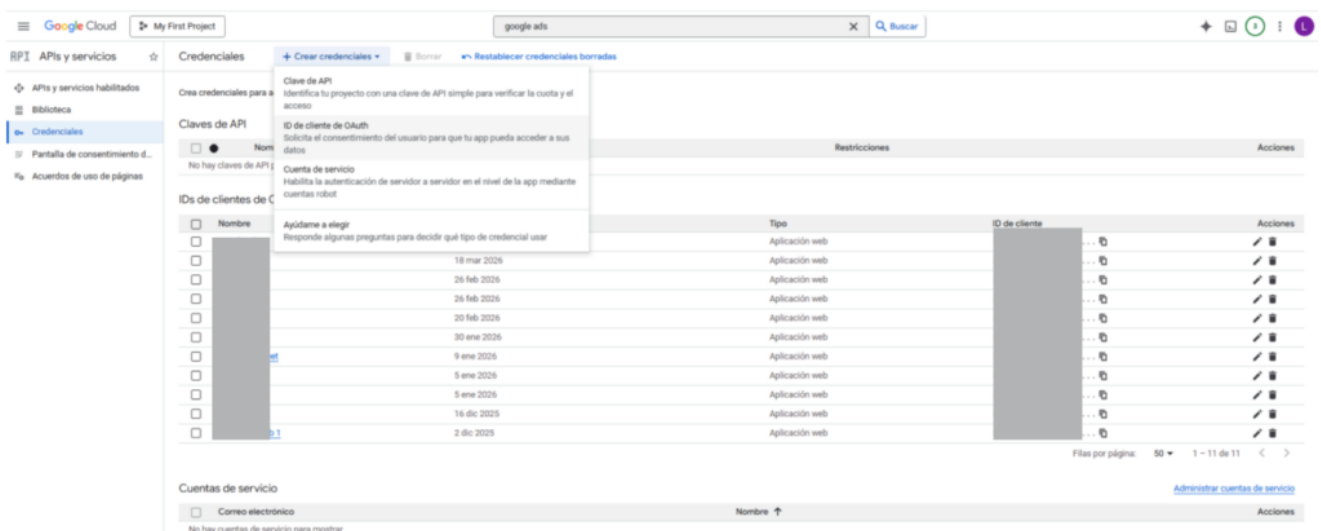 Google Cloud
My First Project
google ads
Buscar
3
L
API APIs y servicios
Credenciales
+ Crear credenciales
Borrar
Restablecer credenciales borradas
APIs y servicios habilitados
Biblioteca
Credenciales
Pantalla de consentimiento d...
Acuerdos de uso de páginas
Crea credenciales para a
Clave de API
Identifica tu proyecto con una clave de API simple para verificar la cuota y el
acceso
ID de cliente de OAuth
Solicita el consentimiento del usuario para que tu app pueda acceder a sus
datos
Cuenta de servicio
Habilita la autenticación de servidor a servidor en el nivel de la app mediante
cuentas robot
Ayúdame a elegir
Responde algunas preguntas para decidir qué tipo de credencial usar
Claves de API
Nom
Restricciones
Acciones
No hay claves de API p
IDs de clientes de O
Nombre
Tipo
ID de cliente
Acciones
Aplicación web ...
18 mar 2026 Aplicación web ...
26 feb 2026 Aplicación web ...
26 feb 2026 Aplicación web ...
20 feb 2026 Aplicación web ...
30 ene 2026 Aplicación web ...
et 9 ene 2026 Aplicación web ...
5 ene 2026 Aplicación web ...
5 ene 2026 Aplicación web ...
16 dic 2025 Aplicación web ...
b 1 2 dic 2025 Aplicación web ...
Filas por página: 50 1 – 11 de 11
Cuentas de servicio
Administrar cuentas de servicio
Correo electrónico
Nombre
Acciones
No hay cuentas de servicio para mostrar